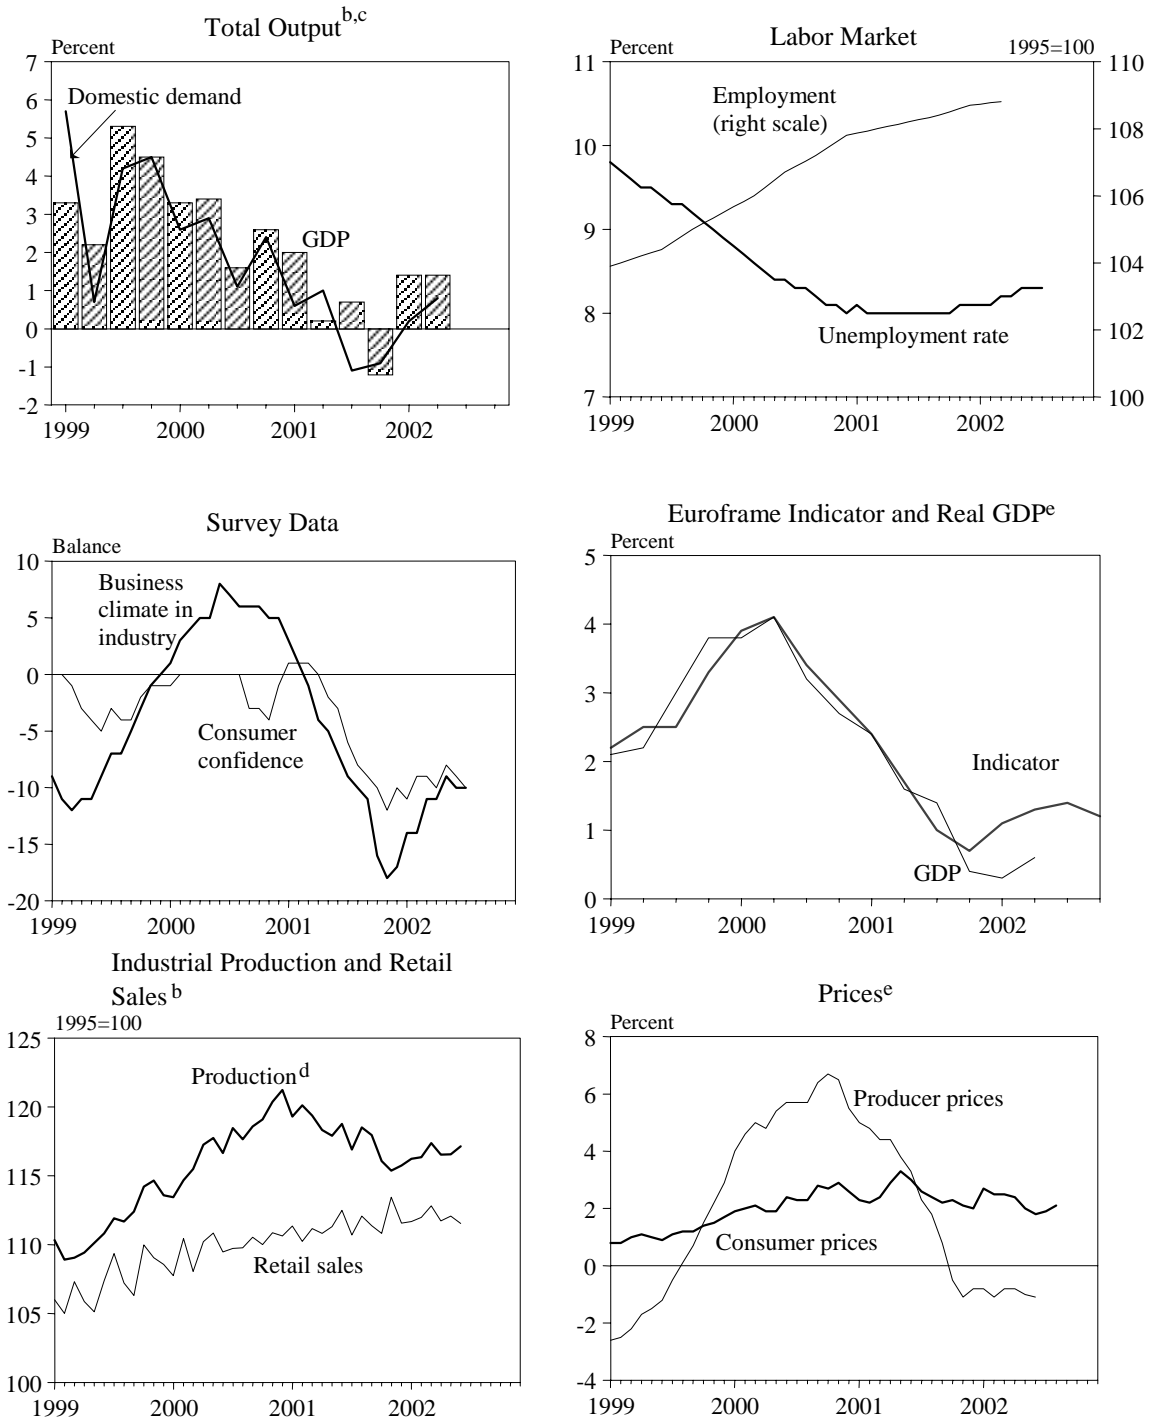 Total Output b,c
Percent
7
6
5
4
3
2
1
0
-1
-2
Domestic demand
GDP
1999 2000 2001 2002
Labor Market
Percent 1995=100
11
10
9
8
7
110
108
106
104
102
100
Employment
(right scale)
Unemployment rate
1999 2000 2001 2002
Survey Data
Balance
10
5
0
-5
-10
-15
-20
Business
climate in
industry
Consumer
confidence
1999 2000 2001 2002
Euroframe Indicator and Real GDP e
Percent
5
4
3
2
1
0
Indicator
GDP
1999 2000 2001 2002
Industrial Production and Retail
Sales b
1995=100
125
120
115
110
105
100
Production d
Retail sales
1999 2000 2001 2002
Prices e
Percent
8
6
4
2
0
-2
-4
Producer prices
Consumer prices
1999 2000 2001 2002